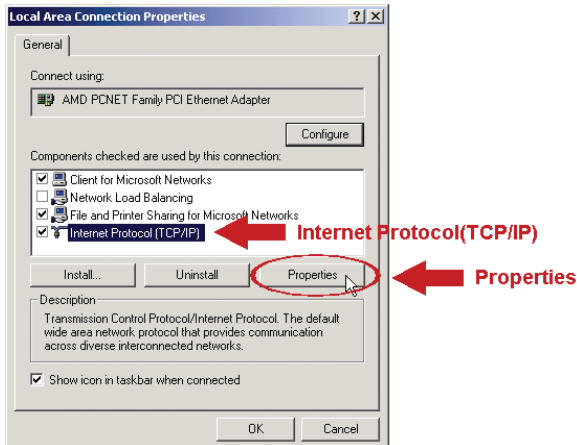 Local Area Connection Properties
General
Connect using:
AMD PCNET Family PCI Ethernet Adapter
Configure
Components checked are used by this connection:
Client for Microsoft Networks
Network Load Balancing
File and Printer Sharing for Microsoft Networks
Internet Protocol (TCP/IP)
Internet Protocol(TCP/IP)
Install...
Uninstall
Properties
Properties
Description
Transmission Control Protocol/Internet Protocol. The default
wide area network protocol that provides communication
across diverse interconnected networks.
Show icon in taskbar when connected
OK
Cancel